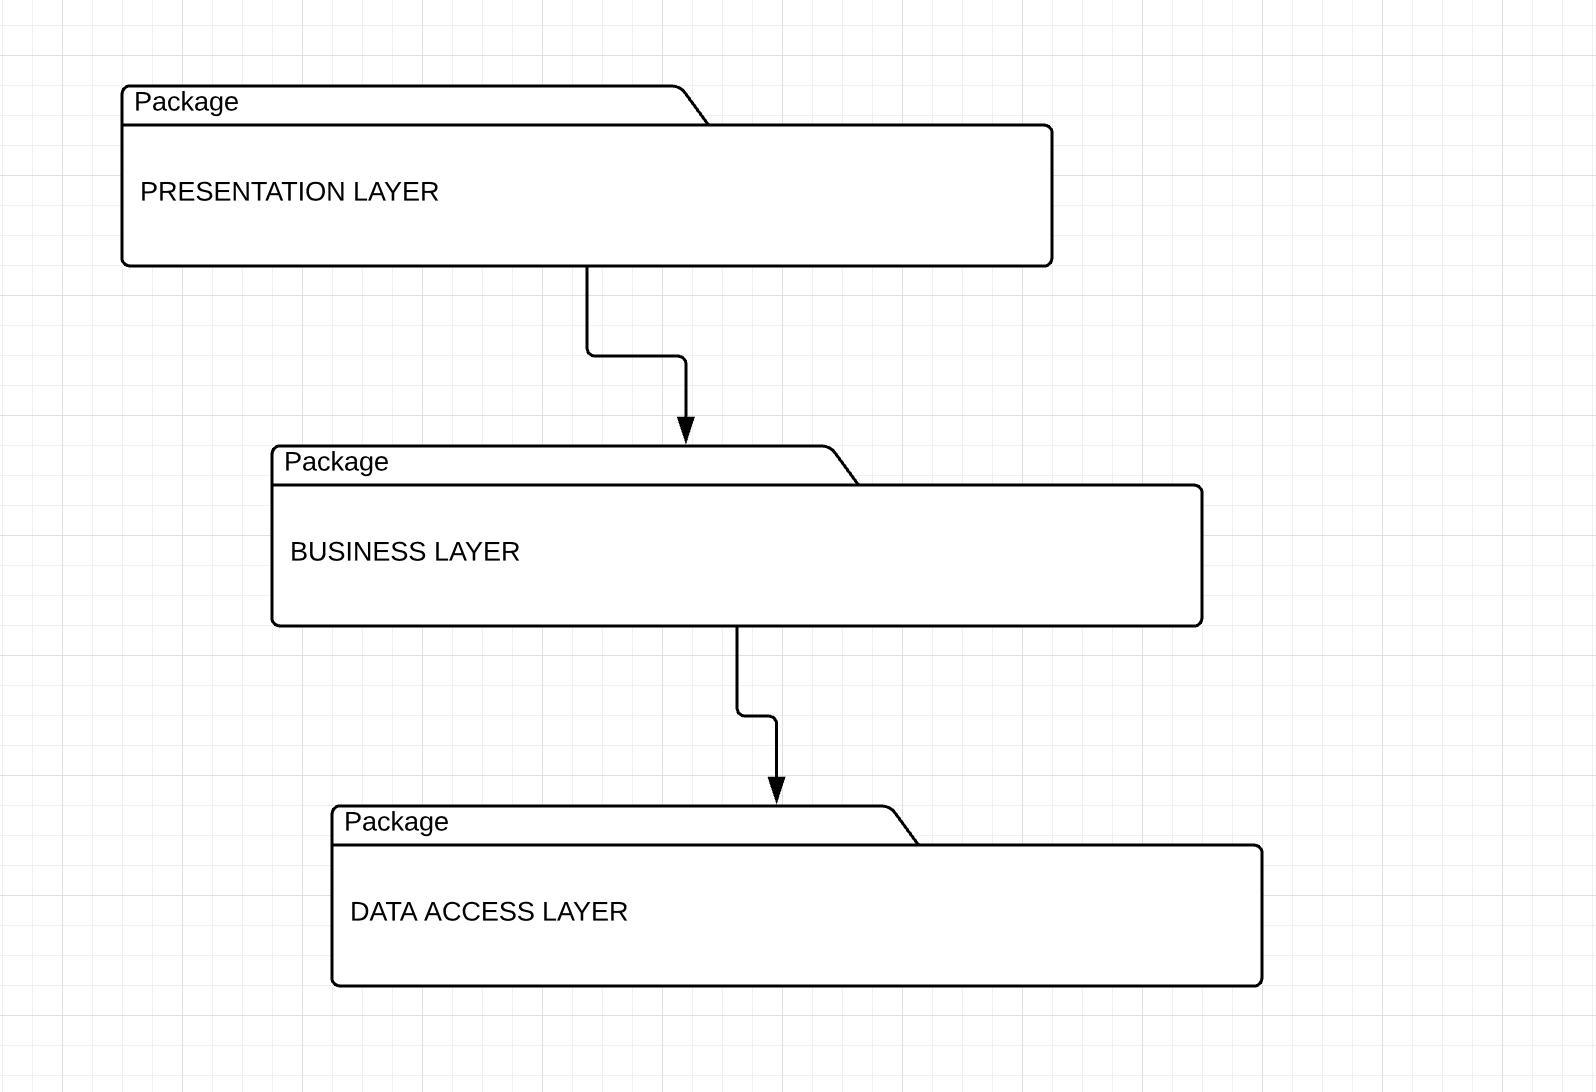 Package
PRESENTATION LAYER
Package
BUSINESS LAYER
Package
DATA ACCESS LAYER